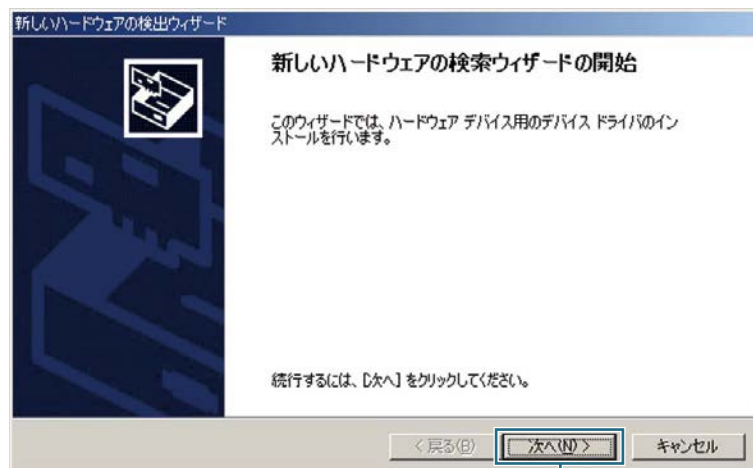 新しいハードウェアの検出ウィザード
新しいハードウェアの検索ウィザードの開始
このウィザードでは、ハードウェア デバイス用のデバイス ドライバのイン
ストールを行います。
続行するには、[次へ] をクリックしてください。
< 戻る(B) 次へ(N) > キャンセル